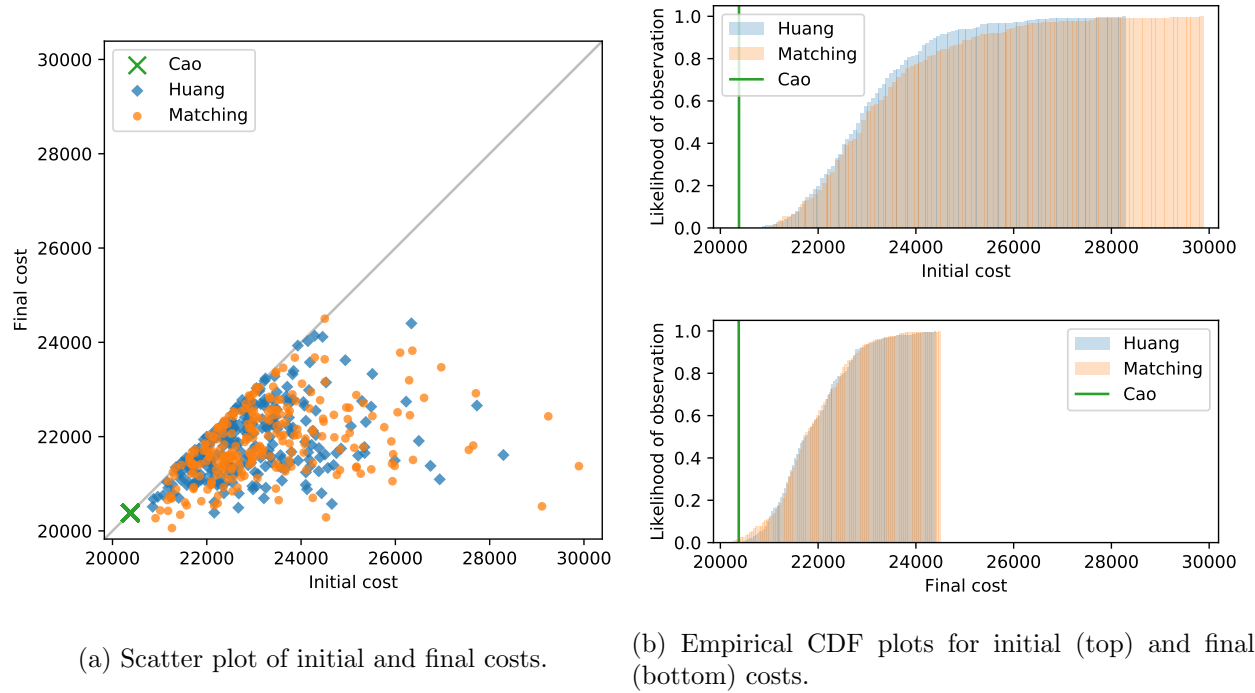 Cao
Huang
Matching
30000
28000
26000
24000
22000
20000
Final cost
20000 22000 24000 26000 28000 30000
Initial cost
(a) Scatter plot of initial and final costs.
Huang
Matching
Cao
1.0
0.8
0.6
0.4
0.2
0.0
Likelihood of observation
20000 22000 24000 26000 28000 30000
Initial cost
Huang
Matching
Cao
1.0
0.8
0.6
0.4
0.2
0.0
Likelihood of observation
20000 22000 24000 26000 28000 30000
Final cost
(b) Empirical CDF plots for initial (top) and final
(bottom) costs.